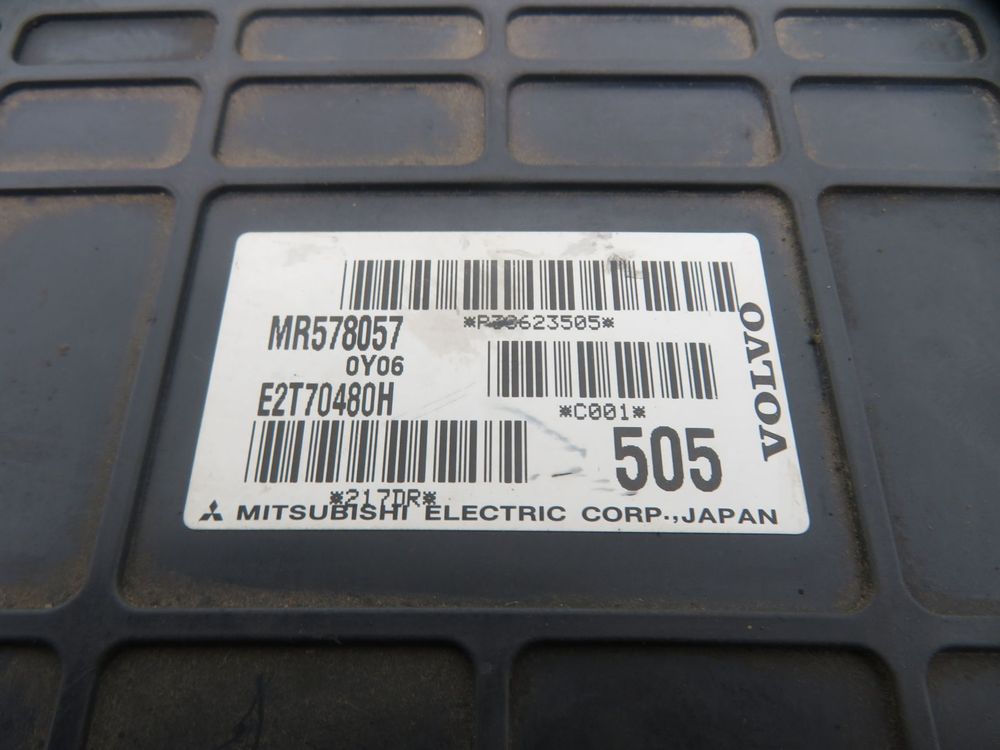 *P30623505*
MR578057
0Y06
*C001*
E2T70480H
505
*217DR*
MITSUBISHI ELECTRIC CORP.,JAPAN
VOLVO